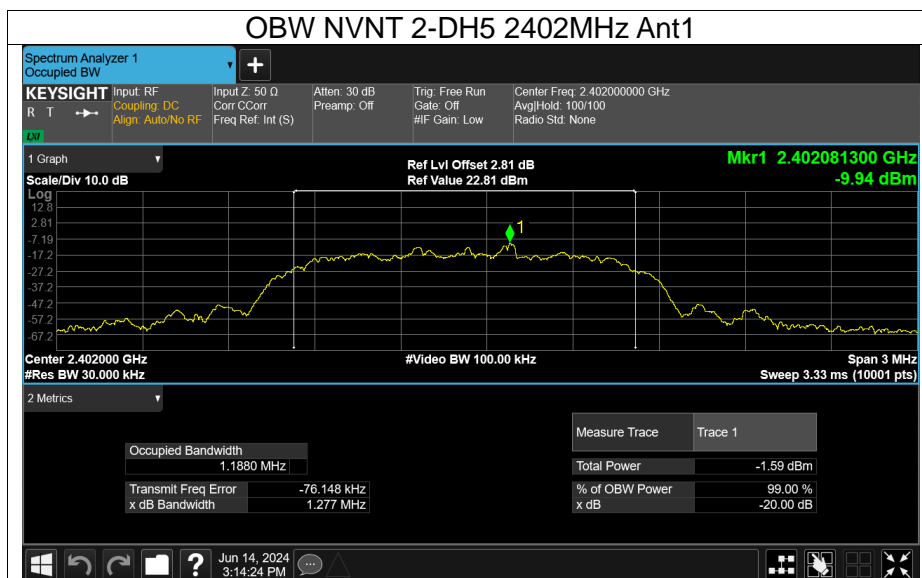 OBW NVNT 2-DH5 2402MHz Ant1
Spectrum Analyzer 1
Occupied BW
+
KEYSIGHT
R T
LXI
Input: RF
Coupling: DC
Align: Auto/No RF
Input Z: 50 Ω
Corr CCorr
Freq Ref: Int (S)
Atten: 30 dB
Preamp: Off
Trig: Free Run
Gate: Off
#IF Gain: Low
Center Freq: 2.402000000 GHz
Avg|Hold: 100/100
Radio Std: None
1 Graph
Scale/Div 10.0 dB
Ref Lvl Offset 2.81 dB
Ref Value 22.81 dBm
Mkr1 2.402081300 GHz
-9.94 dBm
Log
12.8
2.81
-7.19
-17.2
-27.2
-37.2
-47.2
-57.2
-67.2
1
Center 2.402000 GHz
#Res BW 30.000 kHz
#Video BW 100.00 kHz
Span 3 MHz
Sweep 3.33 ms (10001 pts)
2 Metrics
Measure Trace Trace 1
Occupied Bandwidth
1.1880 MHz
Total Power -1.59 dBm
Transmit Freq Error -76.148 kHz
% of OBW Power 99.00 %
x dB Bandwidth 1.277 MHz
x dB -20.00 dB
?
Jun 14, 2024
3:14:24 PM